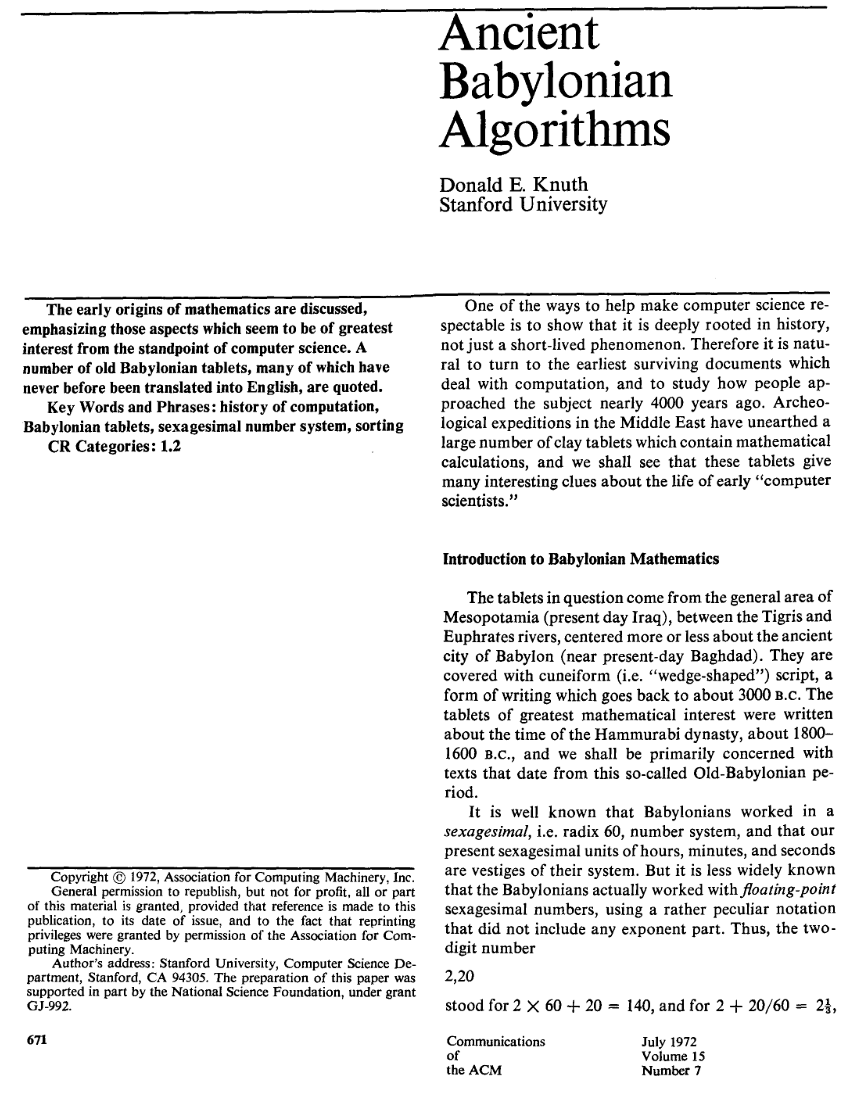 Ancient
Babylonian
Algorithms
Donald E. Knuth
Stanford University
The early origins of mathematics are discussed,
emphasizing those aspects which seem to be of greatest
interest from the standpoint of computer science. A
number of old Babylonian tablets, many of which have
never before been translated into English, are quoted.
Key Words and Phrases: history of computation,
Babylonian tablets, sexagesimal number system, sorting
CR Categories: 1.2
Copyright © 1972, Association for Computing Machinery, Inc.
General permission to republish, but not for profit, all or part
of this material is granted, provided that reference is made to this
publication, to its date of issue, and to the fact that reprinting
privileges were granted by permission of the Association for Com-
puting Machinery.
Author's address: Stanford University, Computer Science De-
partment, Stanford, CA 94305. The preparation of this paper was
supported in part by the National Science Foundation, under grant
GJ-992.
One of the ways to help make computer science re-
spectable is to show that it is deeply rooted in history,
not just a short-lived phenomenon. Therefore it is natu-
ral to turn to the earliest surviving documents which
deal with computation, and to study how people ap-
proached the subject nearly 4000 years ago. Archeo-
logical expeditions in the Middle East have unearthed a
large number of clay tablets which contain mathematical
calculations, and we shall see that these tablets give
many interesting clues about the life of early “computer
scientists.”
Introduction to Babylonian Mathematics
The tablets in question come from the general area of
Mesopotamia (present day Iraq), between the Tigris and
Euphrates rivers, centered more or less about the ancient
city of Babylon (near present-day Baghdad). They are
covered with cuneiform (i.e. “wedge-shaped”) script, a
form of writing which goes back to about 3000 B.C. The
tablets of greatest mathematical interest were written
about the time of the Hammurabi dynasty, about 1800–
1600 B.C., and we shall be primarily concerned with
texts that date from this so-called Old-Babylonian pe-
riod.
It is well known that Babylonians worked in a
sexagesimal, i.e. radix 60, number system, and that our
present sexagesimal units of hours, minutes, and seconds
are vestiges of their system. But it is less widely known
that the Babylonians actually worked with floating-point
sexagesimal numbers, using a rather peculiar notation
that did not include any exponent part. Thus, the two-
digit number
2,20
stood for 2 × 60 + 20 = 140, and for 2 + 20/60 = 2⅓,
671
Communications
of
the ACM
July 1972
Volume 15
Number 7